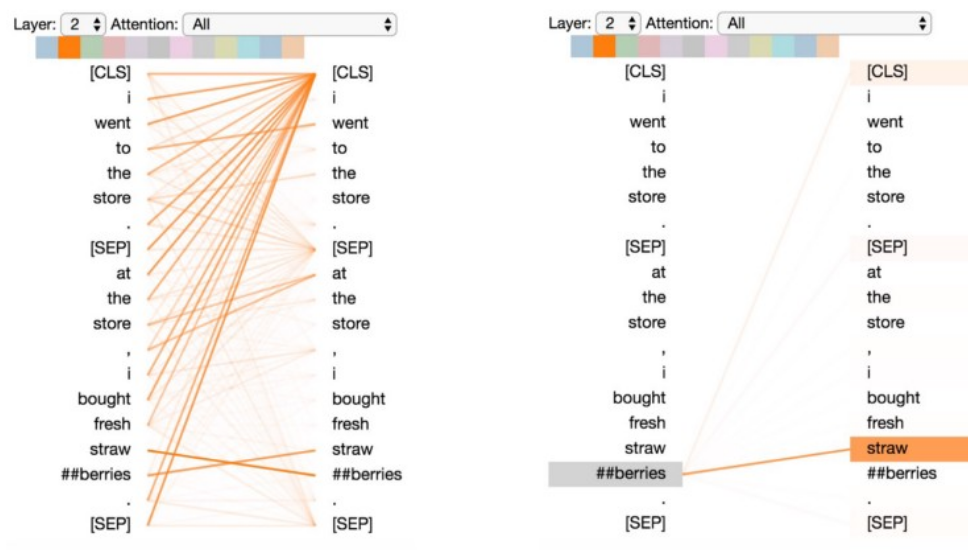 Layer: 2 Attention: All
[CLS] [CLS]
i i
went went
to to
the the
store store
. .
[SEP] [SEP]
at at
the the
store store
, ,
i i
bought bought
fresh fresh
straw straw
##berries ##berries
. .
[SEP] [SEP]
Layer: 2 Attention: All
[CLS] [CLS]
i i
went went
to to
the the
store store
. .
[SEP] [SEP]
at at
the the
store store
, ,
i i
bought bought
fresh fresh
straw straw
##berries ##berries
. .
[SEP] [SEP]